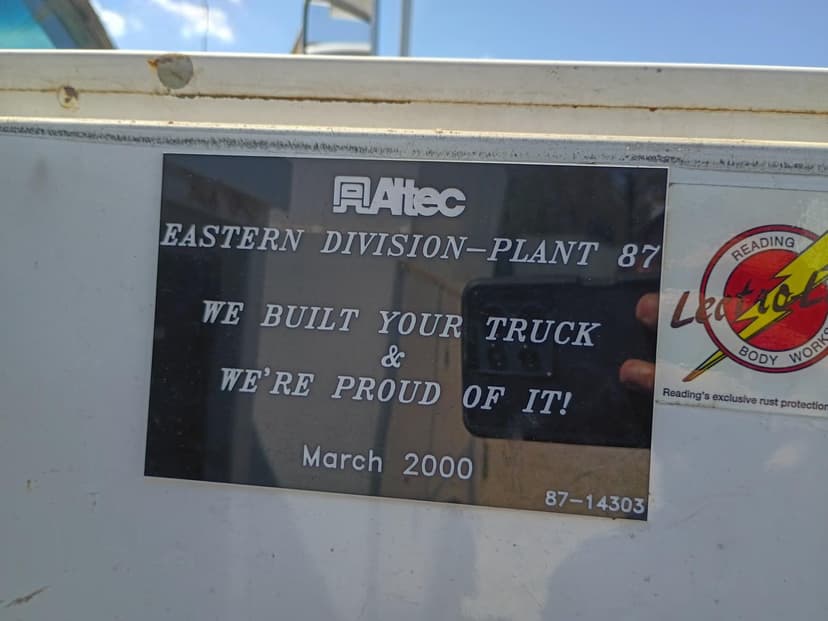 Altec
EASTERN DIVISION-PLANT 87
WE BUILT YOUR TRUCK
&
WE'RE PROUD OF IT!
March 2000
87-14303
READING
BODY WORKS
Reading's exclusive rust protection